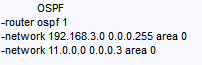 OSPF
-router ospf 1
-network 192.168.3.0 0.0.0.255 area 0
-network 11.0.0.0 0.0.0.3 area 0